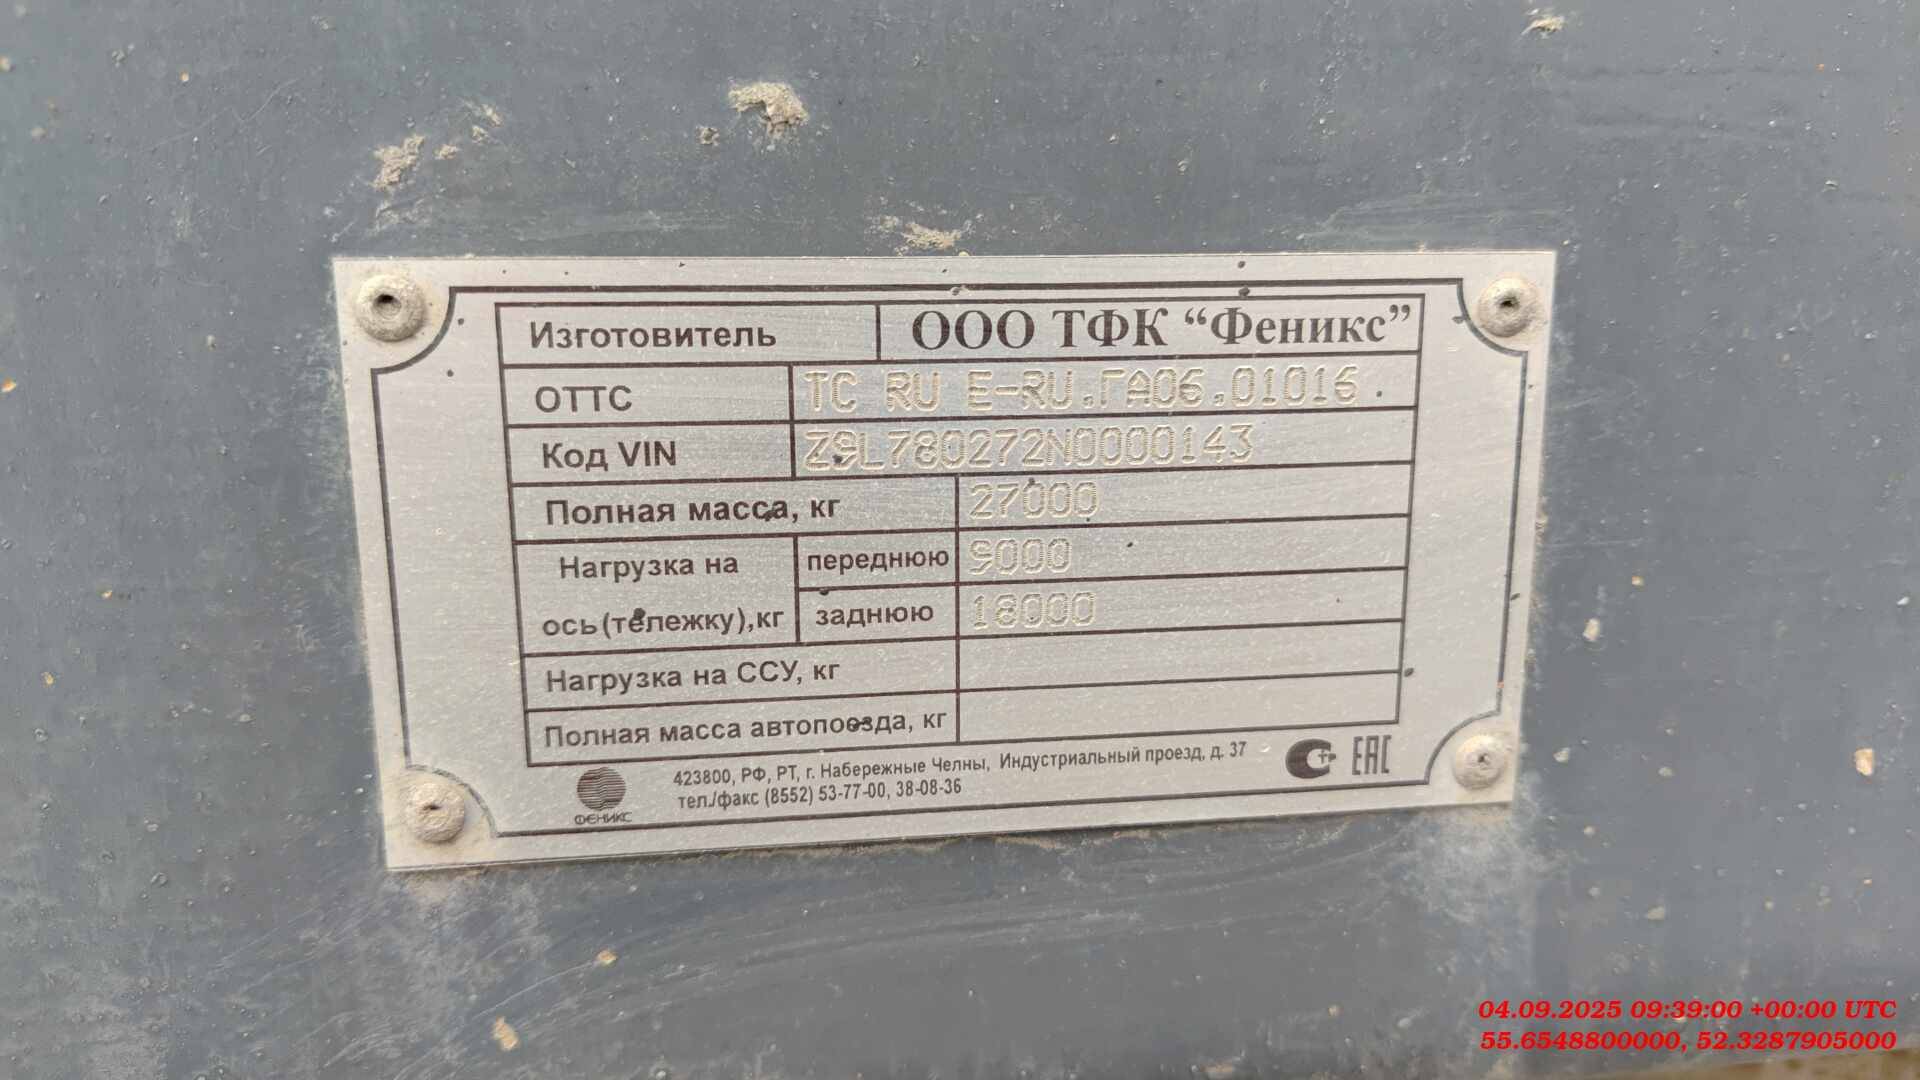 Изготовитель ООО ТФК “Феникс”
ОТТС ТС RU E-RU.ГА06.01016
Код VIN Z9L780272N0000143
Полная масса, кг 27000
Нагрузка на ось(тележку),кг переднюю 9000
заднюю 18000
Нагрузка на ССУ, кг
Полная масса автопоезда, кг
ФЕНИКС
423800, РФ, РТ, г. Набережные Челны, Индустриальный проезд, д. 37
тел./факс (8552) 53-77-00, 38-08-36
ЕАС
04.09.2025 09:39:00 +00:00 UTC
55.6548800000, 52.3287905000